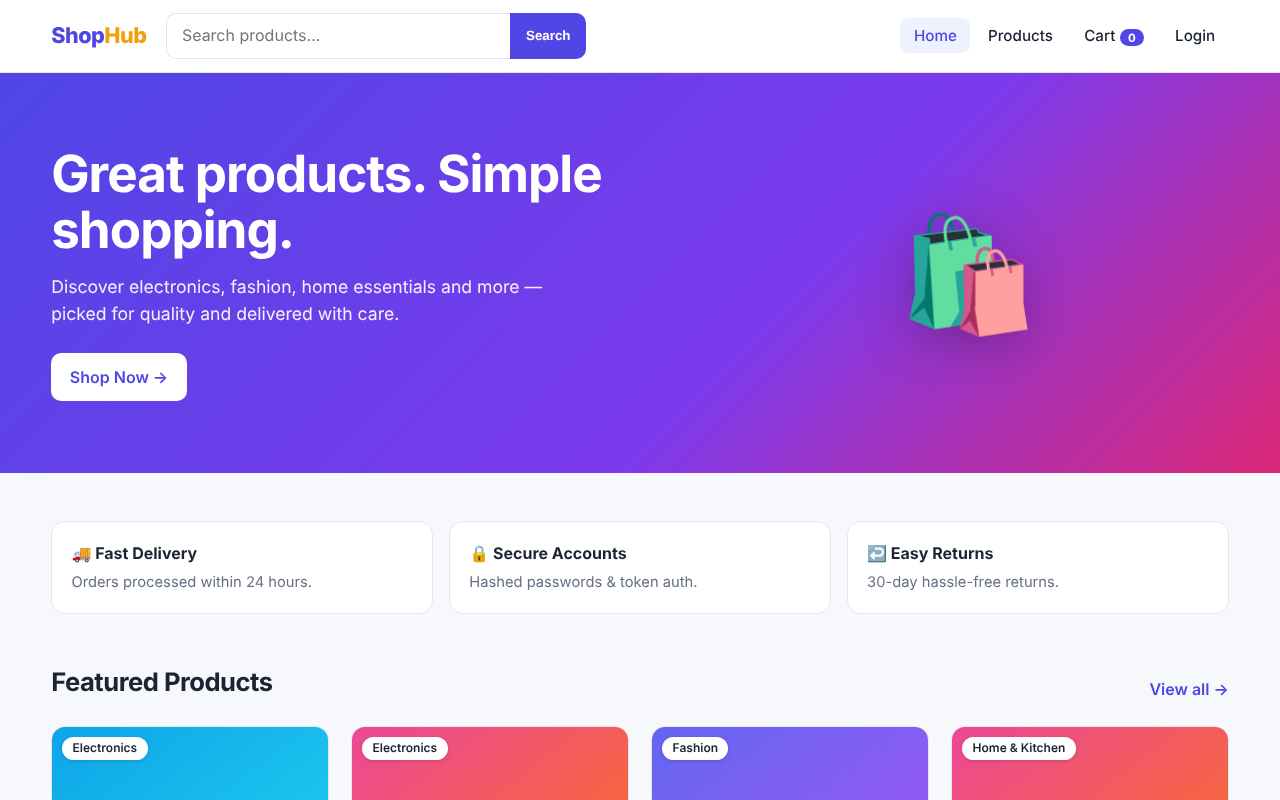 ShopHub
Search products...
Search
Home
Products
Cart 0
Login
Great products. Simple
shopping.
Discover electronics, fashion, home essentials and more —
picked for quality and delivered with care.
Shop Now →
🚚 Fast Delivery
Orders processed within 24 hours.
🔒 Secure Accounts
Hashed passwords & token auth.
↩️ Easy Returns
30-day hassle-free returns.
Featured Products
View all →
Electronics
Electronics
Fashion
Home & Kitchen